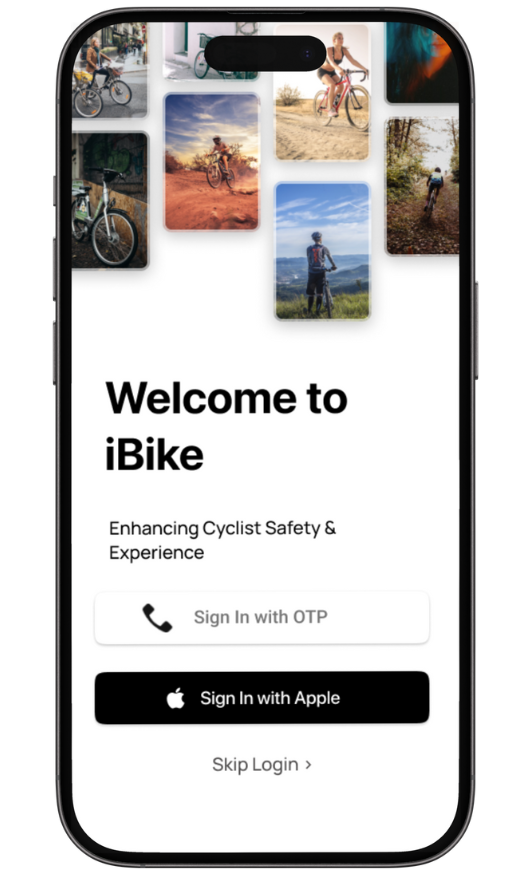 Welcome to
iBike
Enhancing Cyclist Safety &
Experience
Sign In with OTP
Sign In with Apple
Skip Login ›